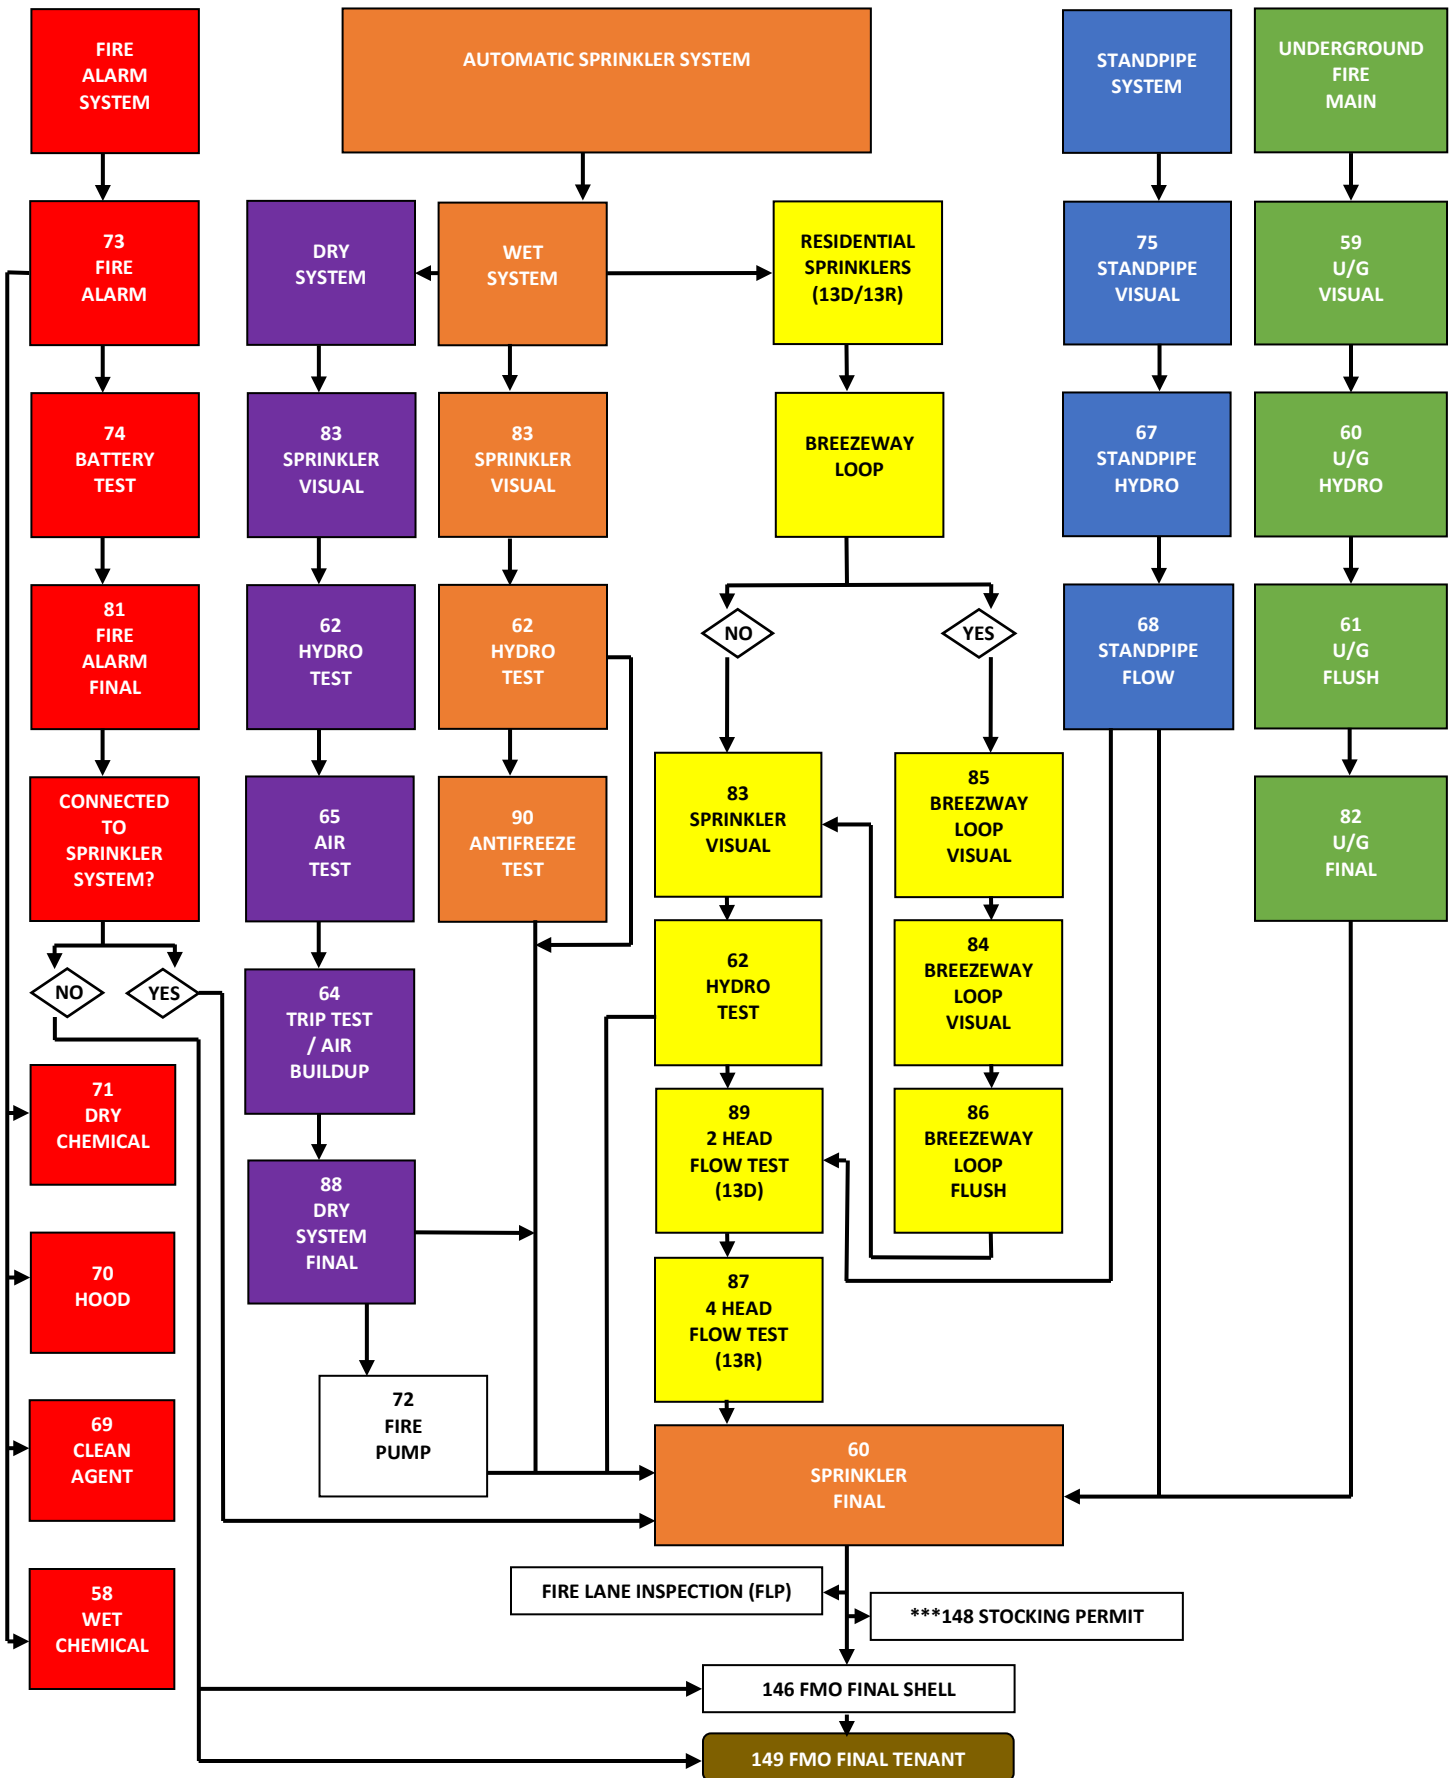 FIRE
ALARM
SYSTEM
AUTOMATIC SPRINKLER SYSTEM
STANDPIPE
SYSTEM
UNDERGROUND
FIRE
MAIN
73
FIRE
ALARM
DRY
SYSTEM
WET
SYSTEM
RESIDENTIAL
SPRINKLERS
(13D/13R)
75
STANDPIPE
VISUAL
59
U/G
VISUAL
74
BATTERY
TEST
83
SPRINKLER
VISUAL
83
SPRINKLER
VISUAL
BREEZEWAY
LOOP
67
STANDPIPE
HYDRO
60
U/G
HYDRO
81
FIRE
ALARM
FINAL
62
HYDRO
TEST
62
HYDRO
TEST
NO
YES
68
STANDPIPE
FLOW
61
U/G
FLUSH
CONNECTED
TO
SPRINKLER
SYSTEM?
65
AIR
TEST
90
ANTIFREEZE
TEST
83
SPRINKLER
VISUAL
85
BREEZWAY
LOOP
VISUAL
82
U/G
FINAL
NO
YES
64
TRIP TEST
/ AIR
BUILDUP
62
HYDRO
TEST
84
BREEZEWAY
LOOP
VISUAL
71
DRY
CHEMICAL
89
2 HEAD
FLOW TEST
(13D)
86
BREEZEWAY
LOOP
FLUSH
88
DRY
SYSTEM
FINAL
70
HOOD
87
4 HEAD
FLOW TEST
(13R)
72
FIRE
PUMP
69
CLEAN
AGENT
60
SPRINKLER
FINAL
58
WET
CHEMICAL
FIRE LANE INSPECTION (FLP)
***148 STOCKING PERMIT
146 FMO FINAL SHELL
149 FMO FINAL TENANT